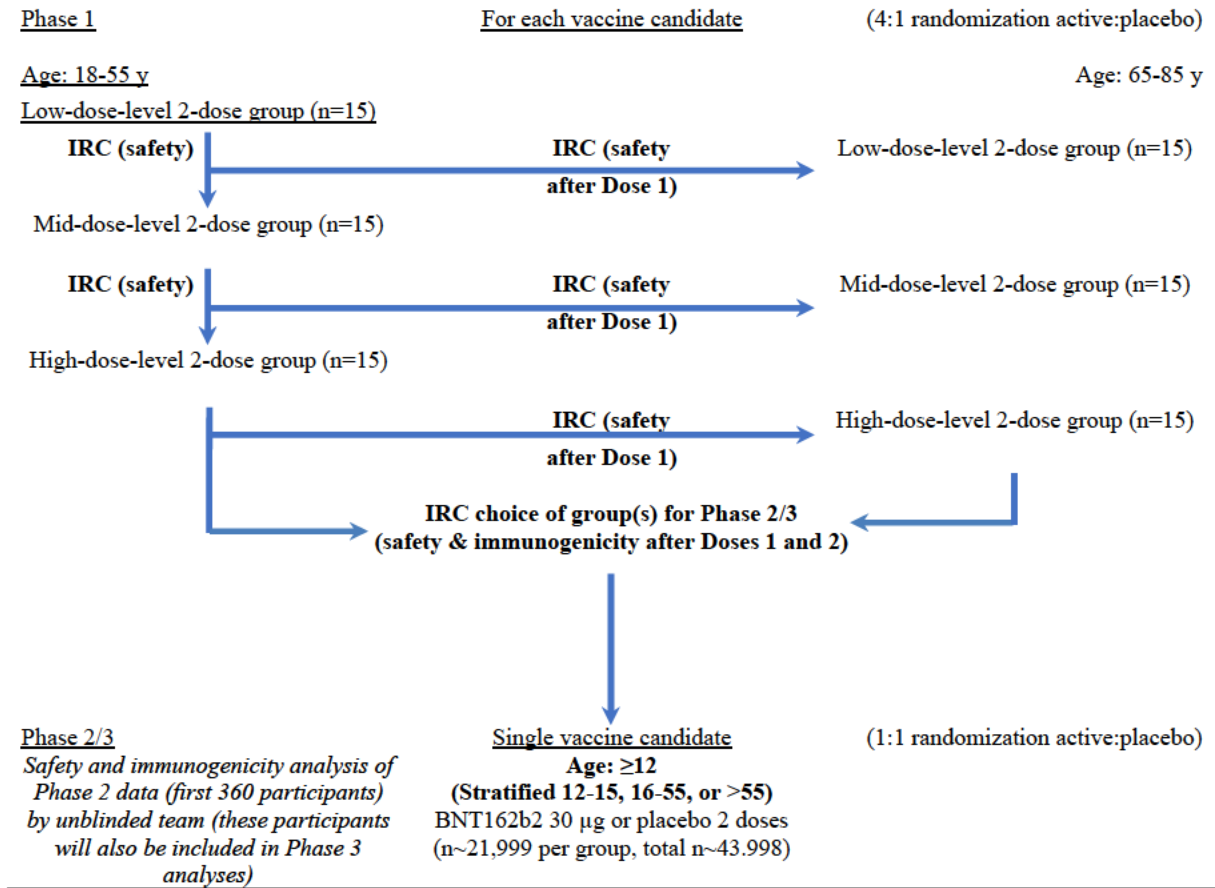 Phase 1 For each vaccine candidate (4:1 randomization active:placebo)
Age: 18-55 y Age: 65-85 y
Low-dose-level 2-dose group (n=15)
IRC (safety) IRC (safety Low-dose-level 2-dose group (n=15)
after Dose 1)
Mid-dose-level 2-dose group (n=15)
IRC (safety) IRC (safety Mid-dose-level 2-dose group (n=15)
after Dose 1)
High-dose-level 2-dose group (n=15)
IRC (safety High-dose-level 2-dose group (n=15)
after Dose 1)
IRC choice of group(s) for Phase 2/3
(safety & immunogenicity after Doses 1 and 2)
Phase 2/3 Single vaccine candidate (1:1 randomization active:placebo)
Safety and immunogenicity analysis of
Phase 2 data (first 360 participants)
by unblinded team (these participants
will also be included in Phase 3
analyses)
Age: ≥12
(Stratified 12-15, 16-55, or >55)
BNT162b2 30 µg or placebo 2 doses
(n~21,999 per group, total n~43.998)